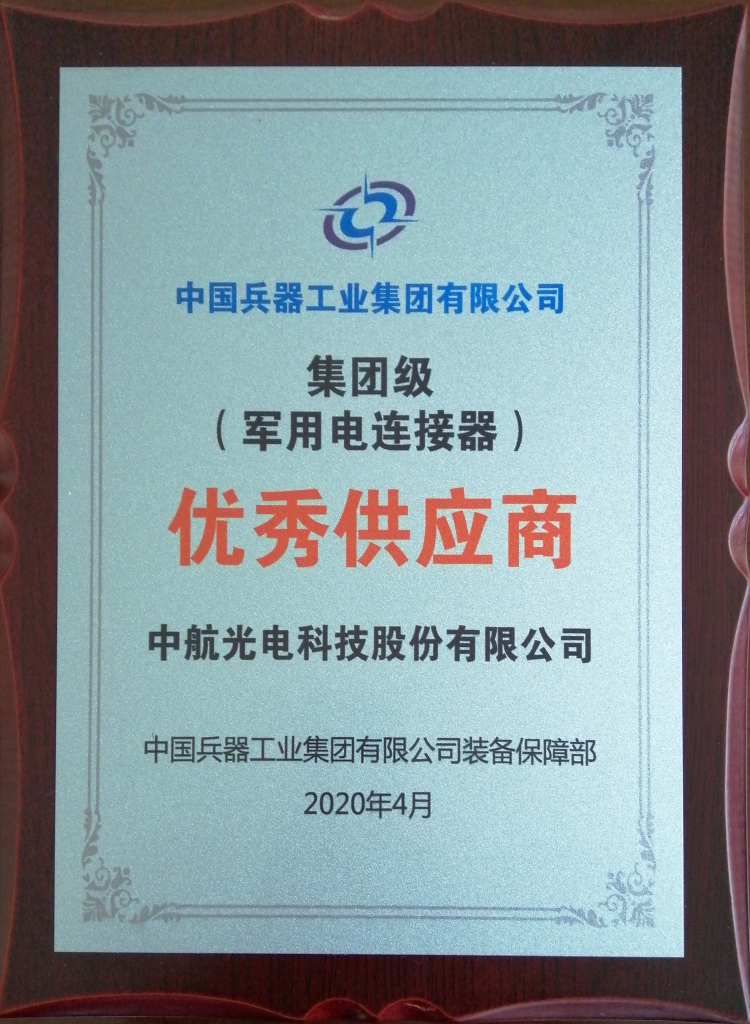 中国兵器工业集团有限公司
集团级
（军用电连接器）
优秀供应商
中航光电科技股份有限公司
中国兵器工业集团有限公司装备保障部
2020年4月